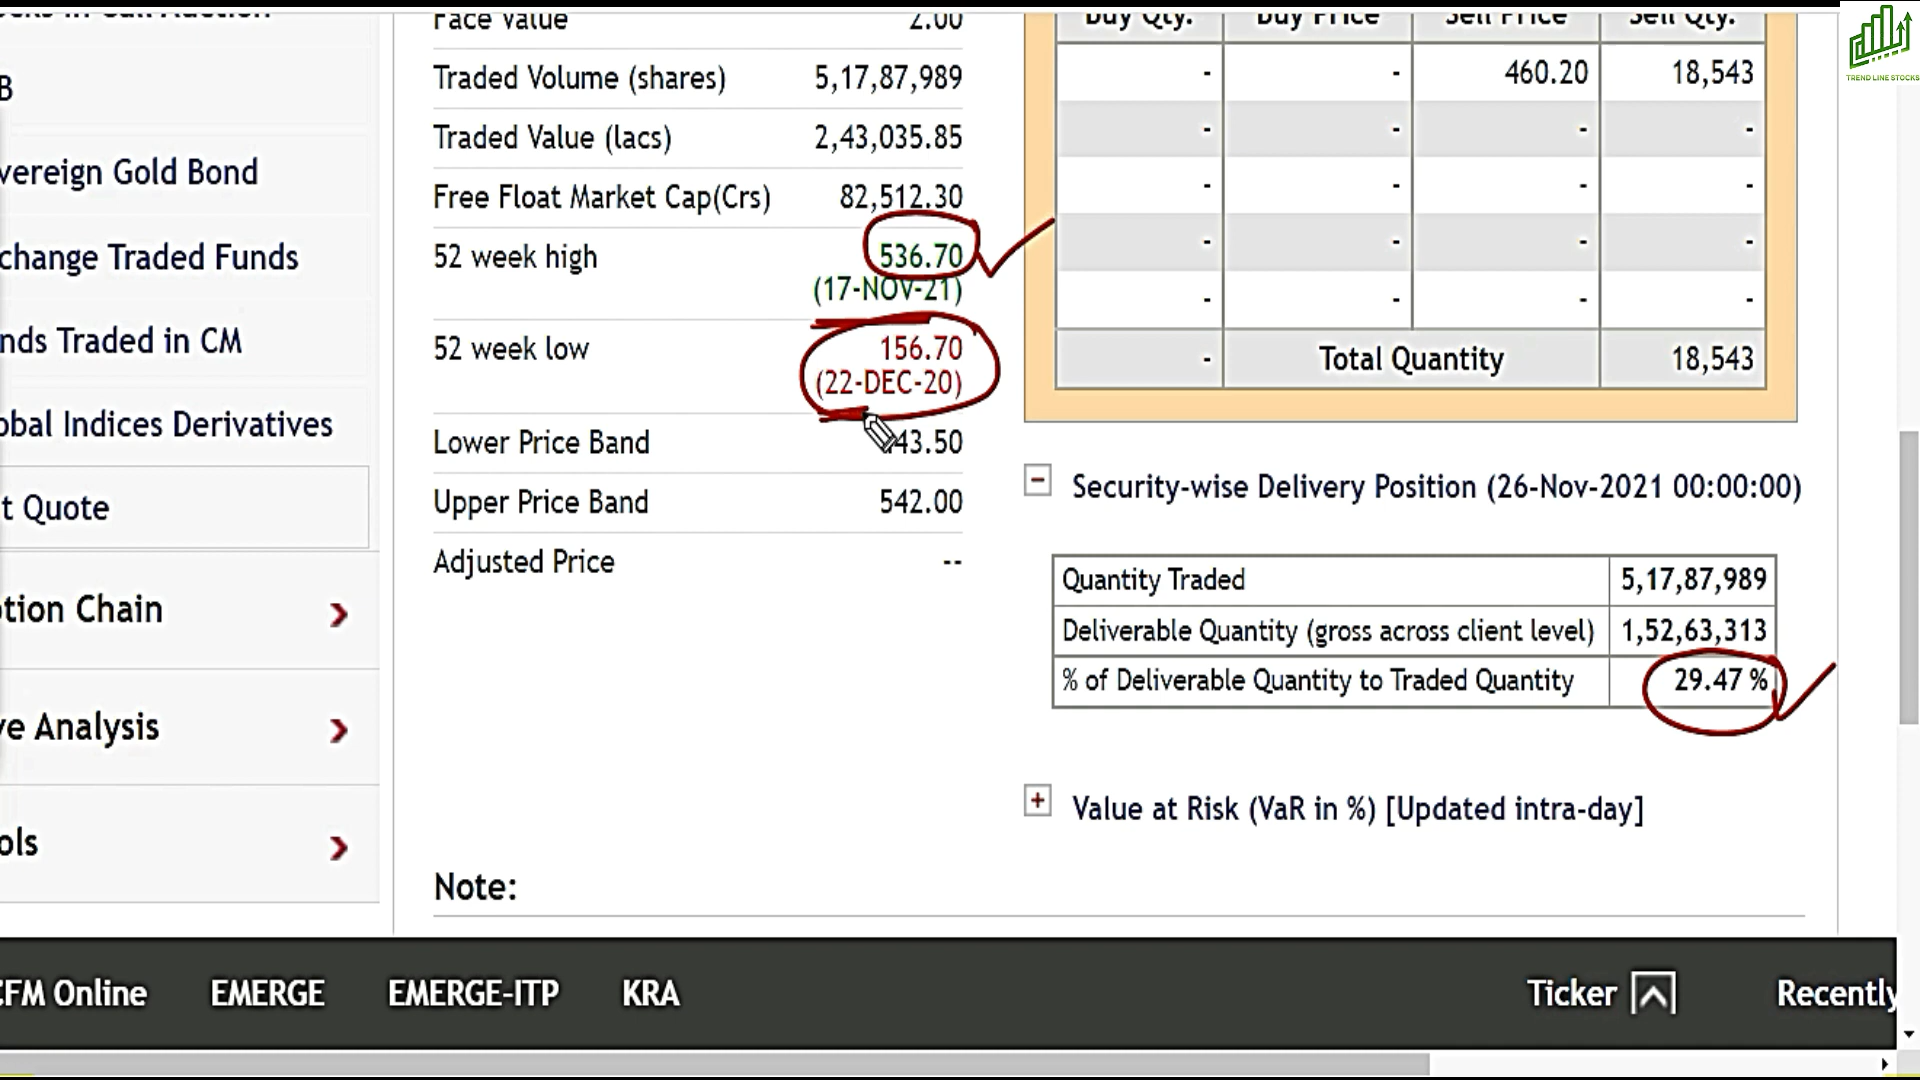 B
vereign Gold Bond
change Traded Funds
nds Traded in CM
obal Indices Derivatives
t Quote
tion Chain
ve Analysis
ols
Face Value 2.00
Traded Volume (shares) 5,17,87,989
Traded Value (lacs) 2,43,035.85
Free Float Market Cap(Crs) 82,512.30
52 week high 536.70
(17-NOV-21)
52 week low 156.70
(22-DEC-20)
Lower Price Band 43.50
Upper Price Band 542.00
Adjusted Price --
Buy Qty. Buy Price Sell Price Sell Qty.
- - 460.20 18,543
- - - -
- - - -
- - - -
- - - -
- Total Quantity 18,543
Security-wise Delivery Position (26-Nov-2021 00:00:00)
Quantity Traded 5,17,87,989
Deliverable Quantity (gross across client level) 1,52,63,313
% of Deliverable Quantity to Traded Quantity 29.47 %
Value at Risk (VaR in %) [Updated intra-day]
Note:
CFM Online EMERGE EMERGE-ITP KRA Ticker Recently
TREND LINE STOCKS